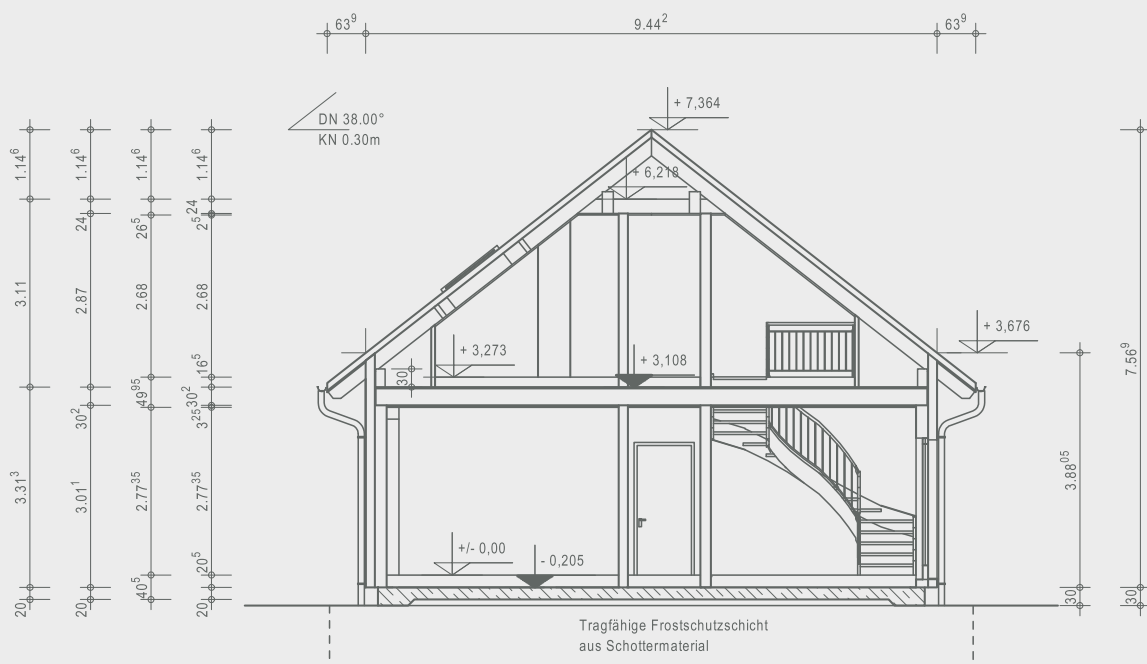 63⁹ 9.44² 63⁹
+ 7,364
DN 38.00°
KN 0.30m
1.14⁶ 1.14⁶ 1.14⁶ 1.14⁶
+ 6,218
24 26⁵ 25 24
3.11 2.87 2.68 2.68
+ 3,676
7.56⁹
+ 3,273
+ 3,108
30
30² 49⁹⁵ 16⁵
3²⁵ 30²
3.31³ 3.01¹ 2.77³⁵ 2.77³⁵
3.88⁰⁵
+/- 0,00
- 0,205
20 20 40⁵ 20⁵
20
30 30
Tragfähige Frostschutzschicht
aus Schottermaterial